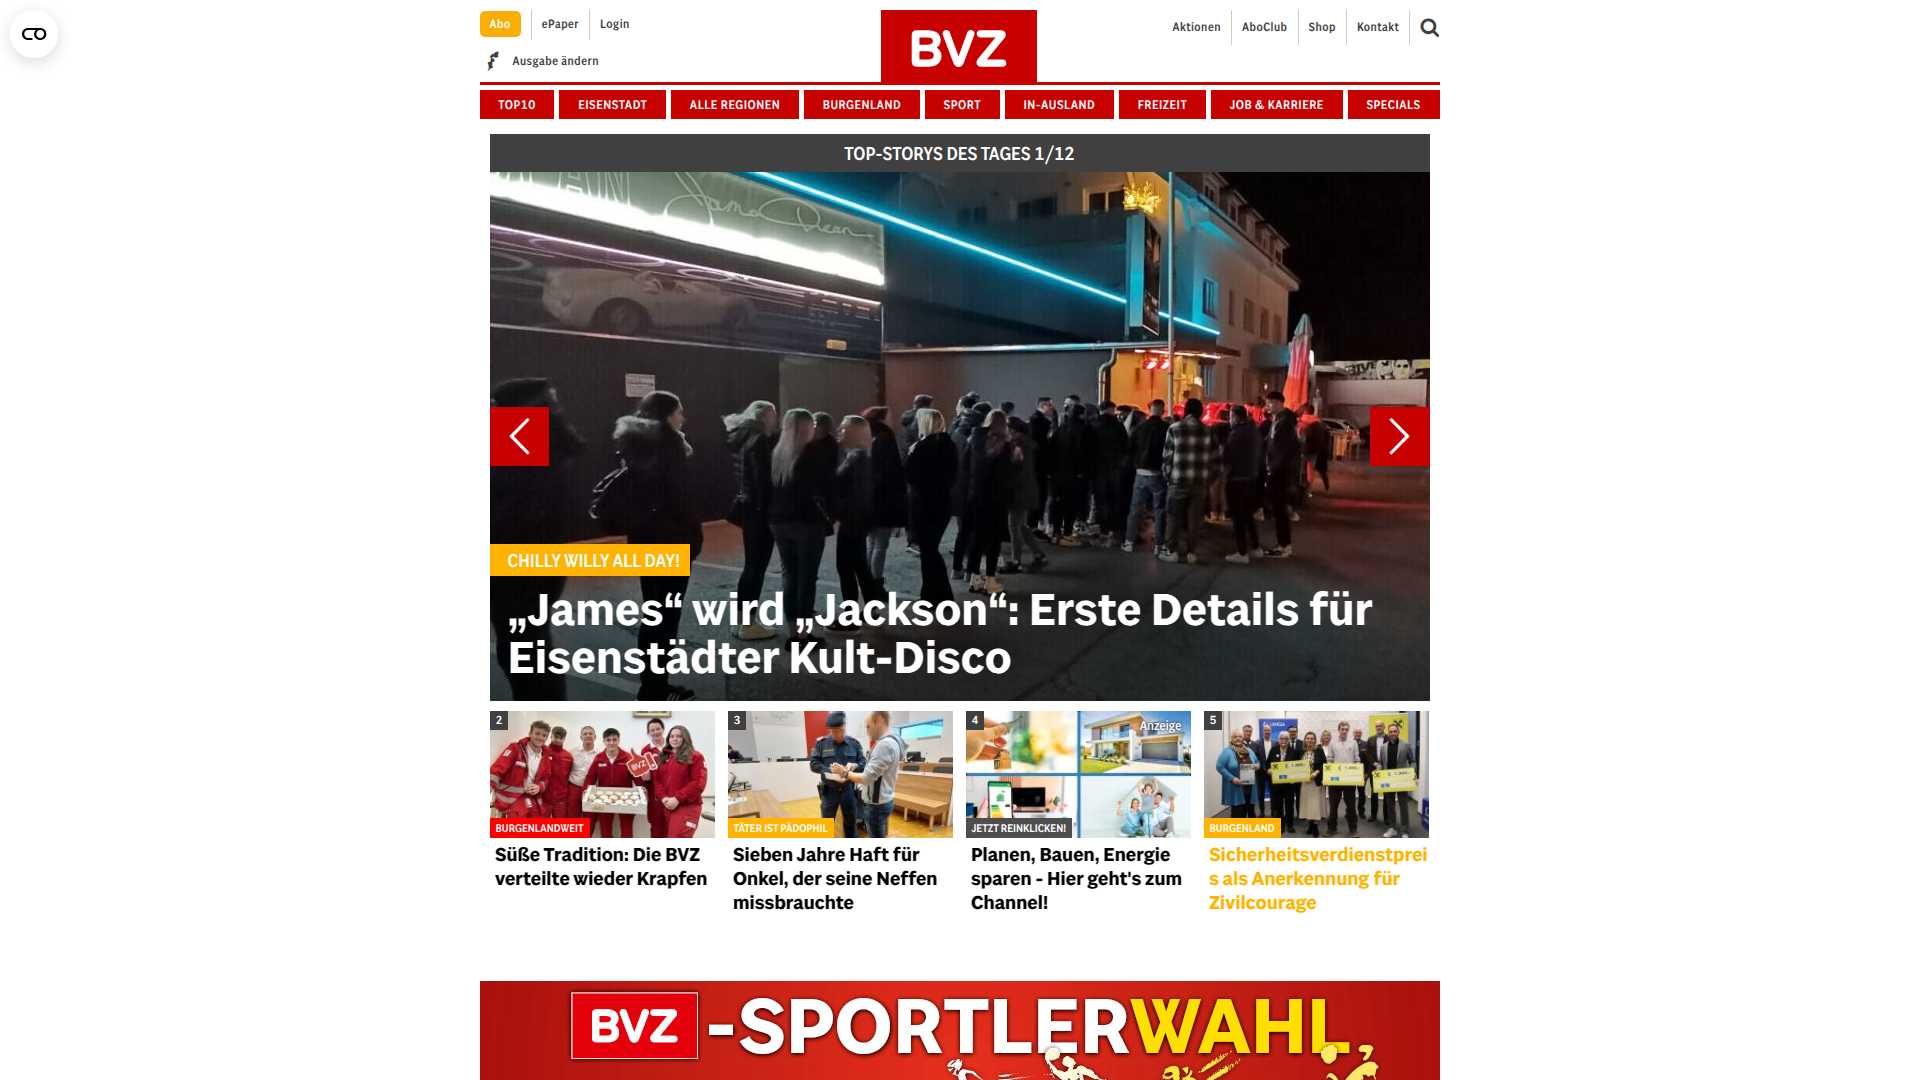 Abo
ePaper
Login
Ausgabe ändern
BVZ
Aktionen
AboClub
Shop
Kontakt
TOP10
EISENSTADT
ALLE REGIONEN
BURGENLAND
SPORT
IN-AUSLAND
FREIZEIT
JOB & KARRIERE
SPECIALS
TOP-STORYS DES TAGES 1/12
James Dean
CHILLY WILLY ALL DAY!
„James“ wird „Jackson“: Erste Details für
Eisenstädter Kult-Disco
2
BVZ
BURGENLANDWEIT
Süße Tradition: Die BVZ
verteilte wieder Krapfen
3
TÄTER IST PÄDOPHIL
Sieben Jahre Haft für
Onkel, der seine Neffen
missbrauchte
4
Anzeige
JETZT REINKLICKEN!
Planen, Bauen, Energie
sparen - Hier geht's zum
Channel!
5
BURGENLAND
Sicherheitsverdienstprei
s als Anerkennung für
Zivilcourage
BVZ -SPORTLERWAHL